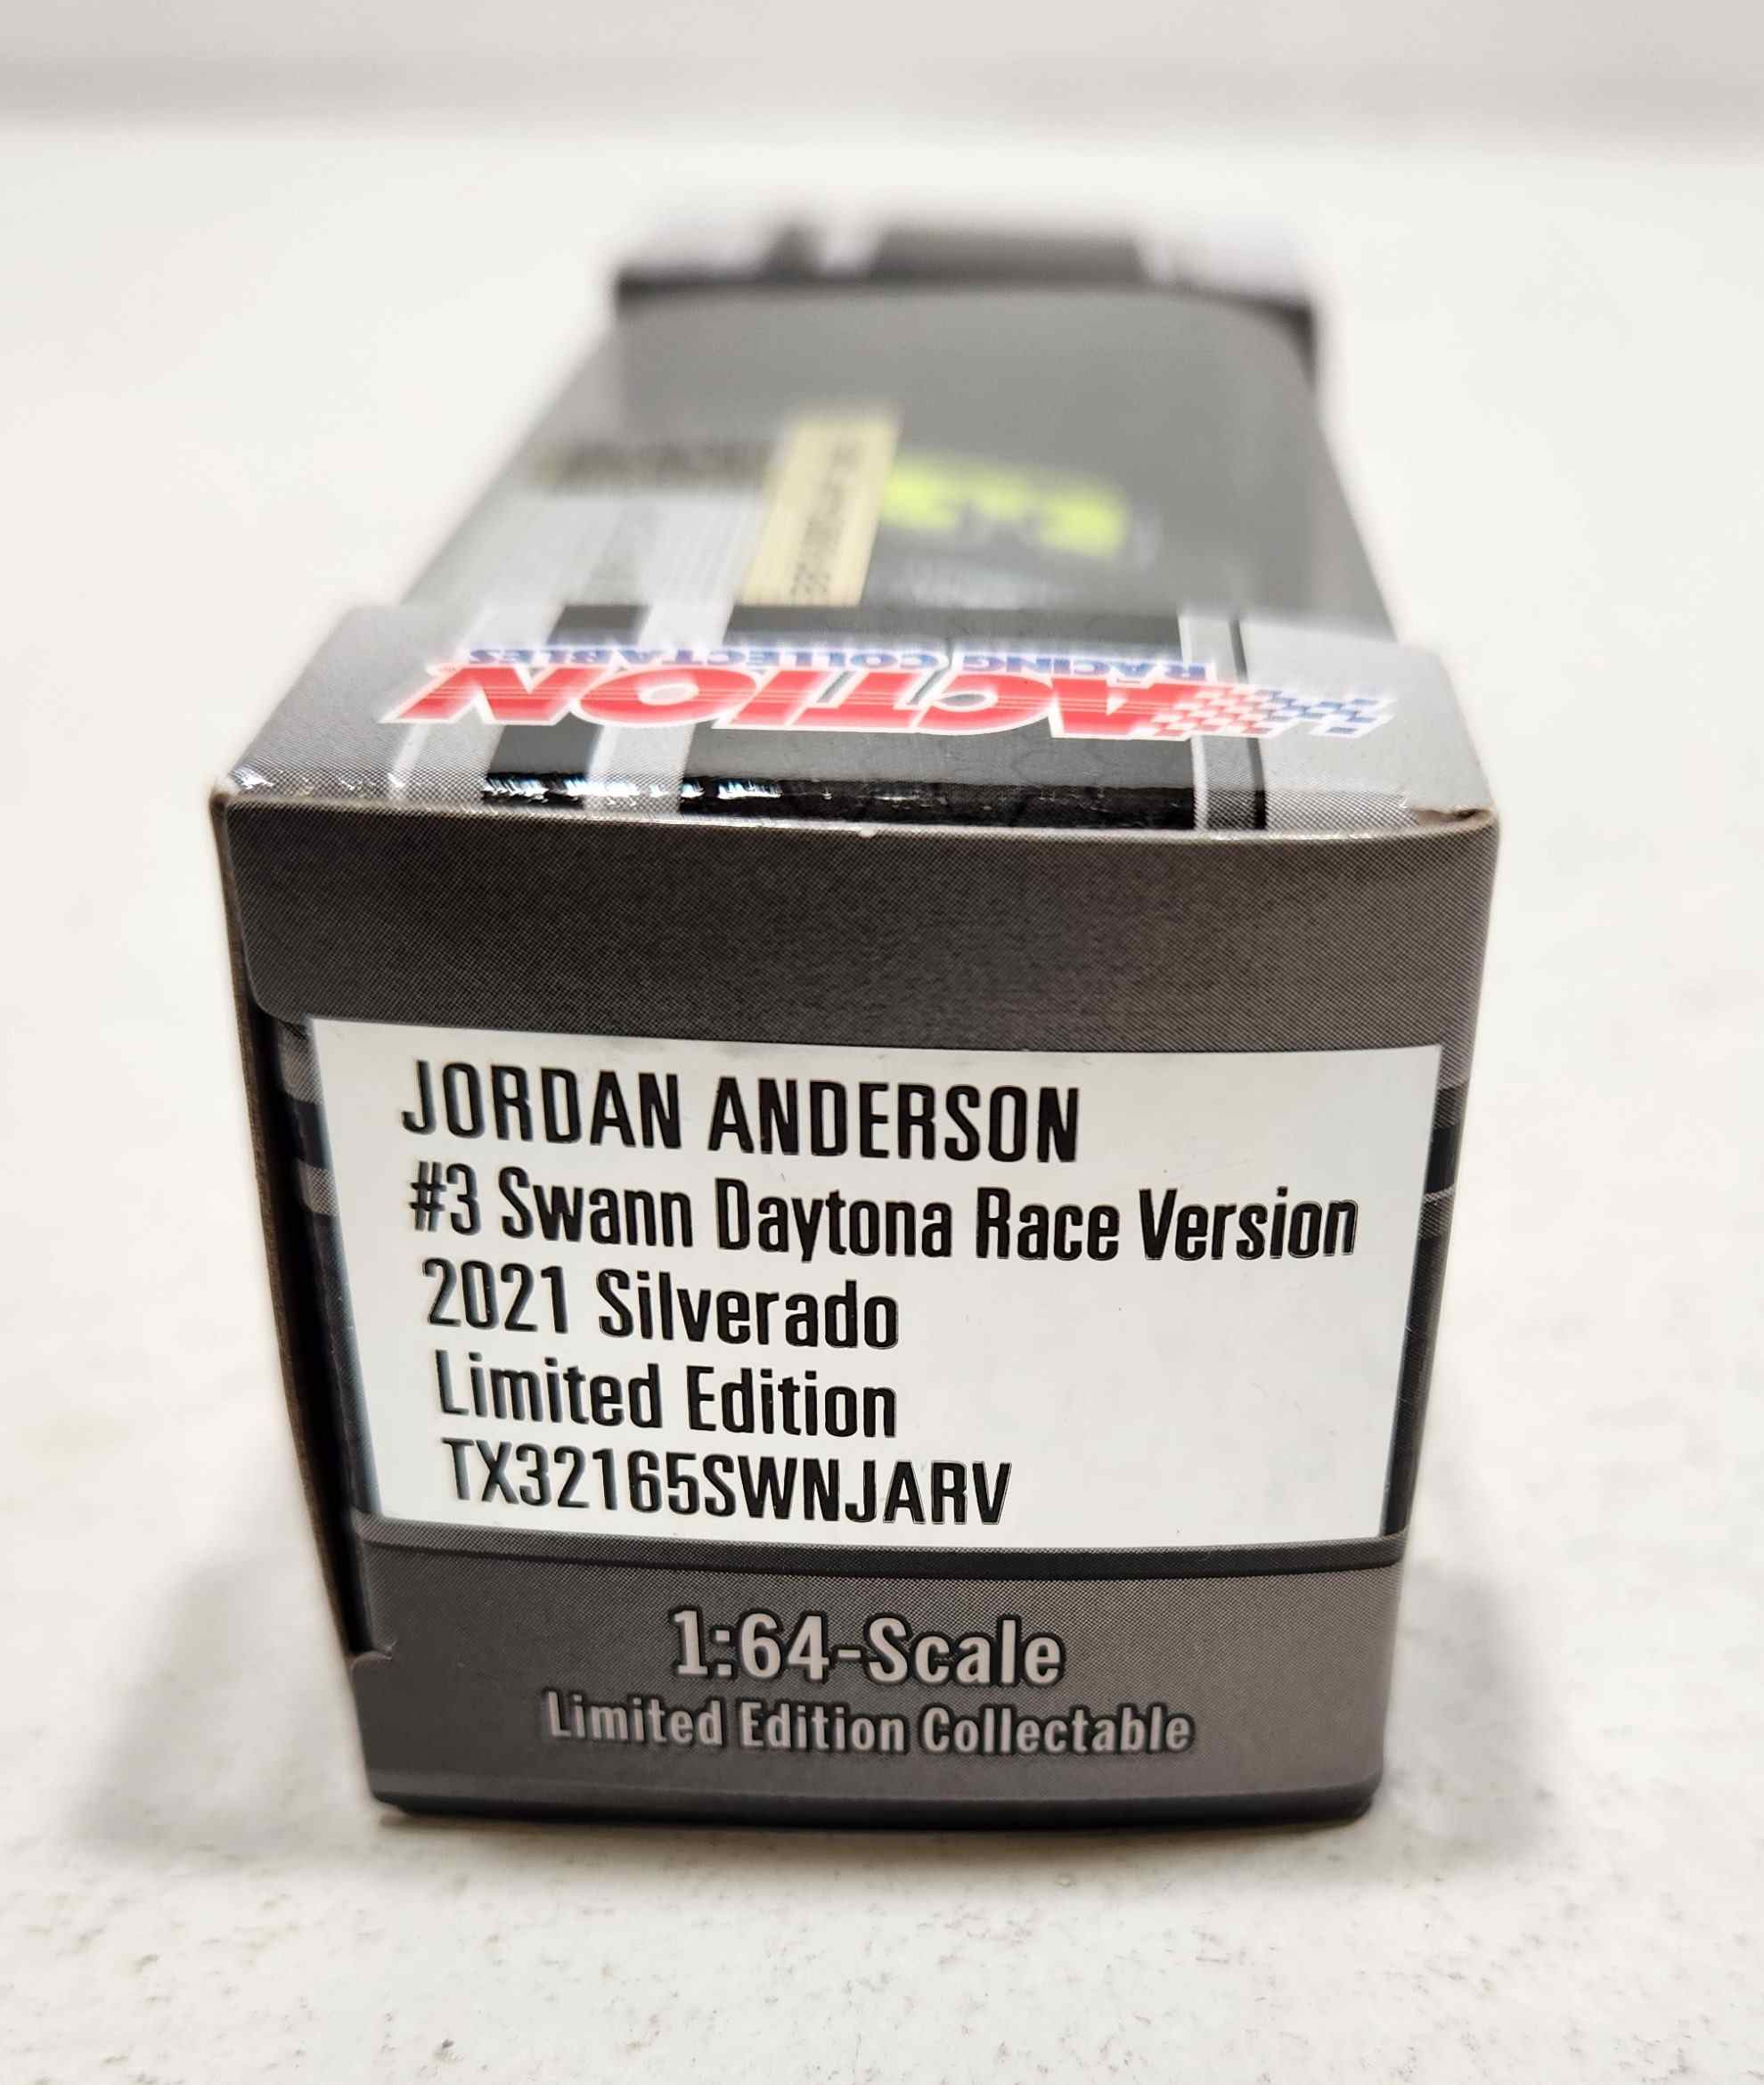 ACTION
RACING COLLECTABLES
JORDAN ANDERSON
#3 Swann Daytona Race Version
2021 Silverado
Limited Edition
TX32165SWNJARV
1:64-Scale
Limited Edition Collectable